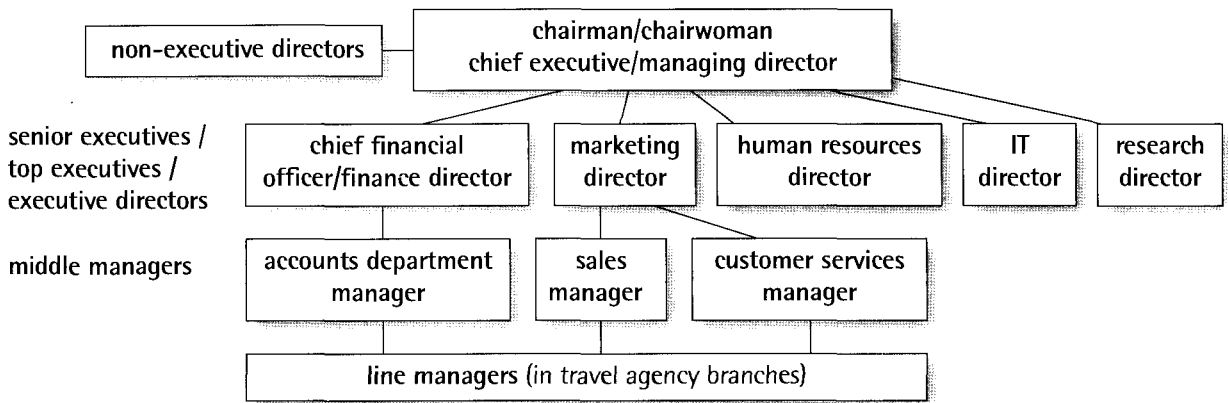 non-executive directors
chairman/chairwoman
chief executive/managing director
senior executives /
top executives /
executive directors
chief financial
officer/finance director
marketing
director
human resources
director
IT
director
research
director
middle managers
accounts department
manager
sales
manager
customer services
manager
line managers (in travel agency branches)